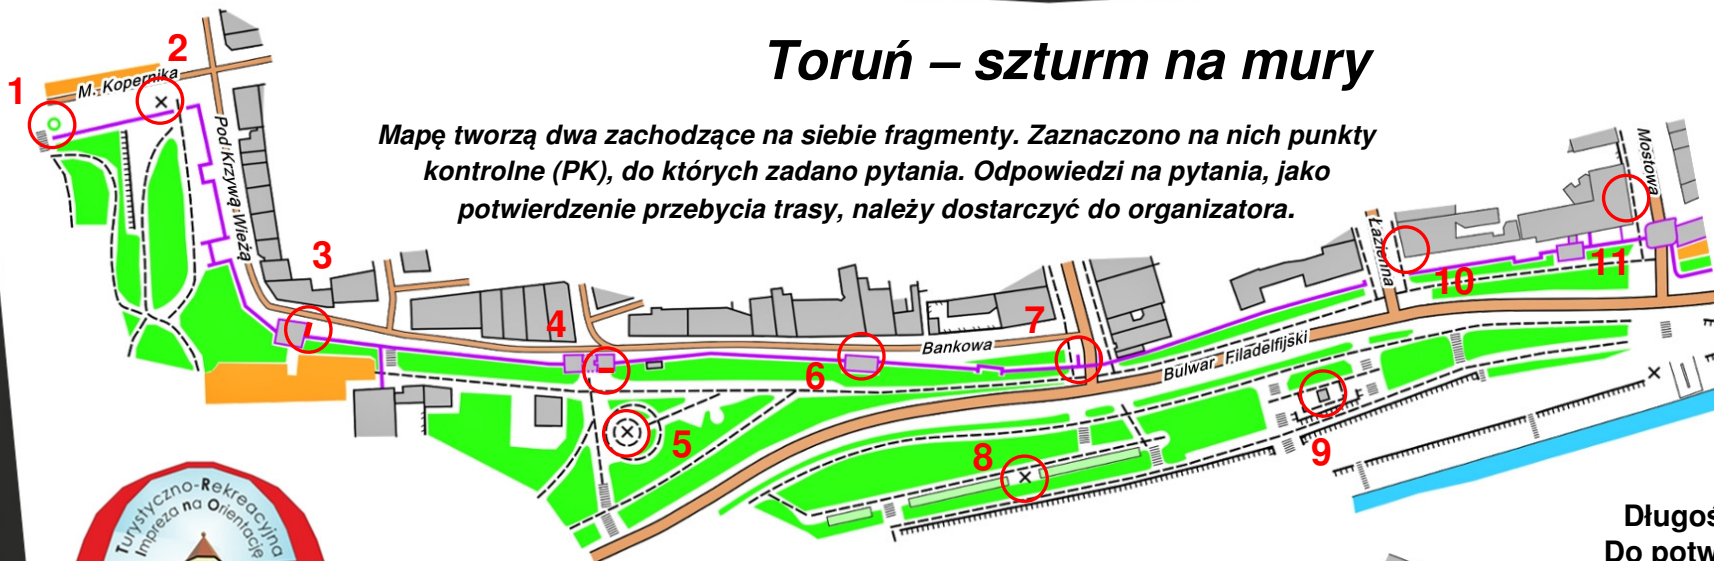 Toruń – szturm na mury
Mapę tworzą dwa zachodzące na siebie fragmenty. Zaznaczono na nich punkty
kontrolne (PK), do których zadano pytania. Odpowiedzi na pytania, jako
potwierdzenie przebycia trasy, należy dostarczyć do organizatora.
1
2
M. Kopernika
Pod Krzywą Wieżą
3
4
5
6
7
Bankowa
8
9
Bulwar Filadelfijski
Łazienna
10
11
Mostowa
Turystyczno-Rekreacyjna
Impreza na Orientację
Długoś
Do potw